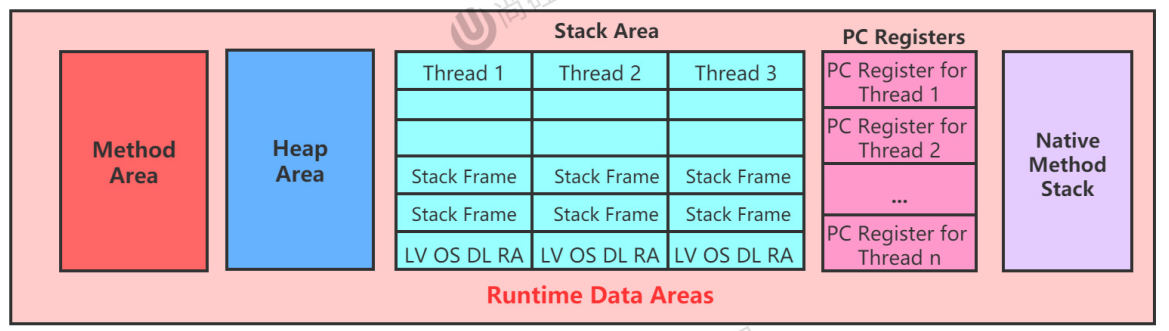 Stack Area
PC Registers
Method
Area
Heap
Area
Thread 1 Thread 2 Thread 3
Stack Frame Stack Frame Stack Frame
Stack Frame Stack Frame Stack Frame
LV OS DL RA LV OS DL RA LV OS DL RA
PC Register for
Thread 1
PC Register for
Thread 2
...
PC Register for
Thread n
Native
Method
Stack
Runtime Data Areas